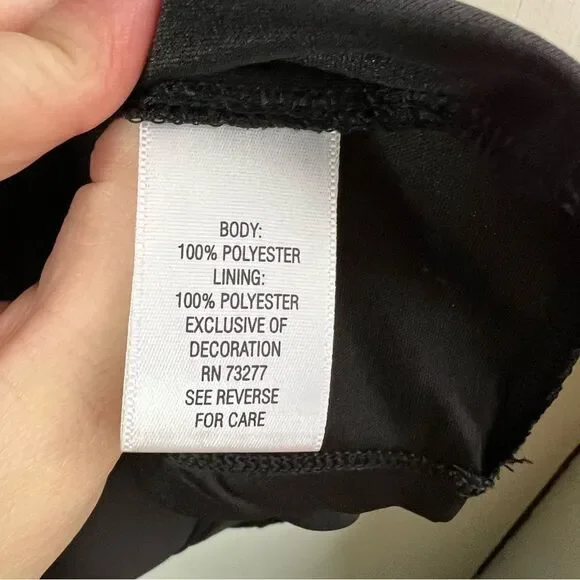 BODY:
100% POLYESTER
LINING:
100% POLYESTER
EXCLUSIVE OF
DECORATION
RN 73277
SEE REVERSE
FOR CARE